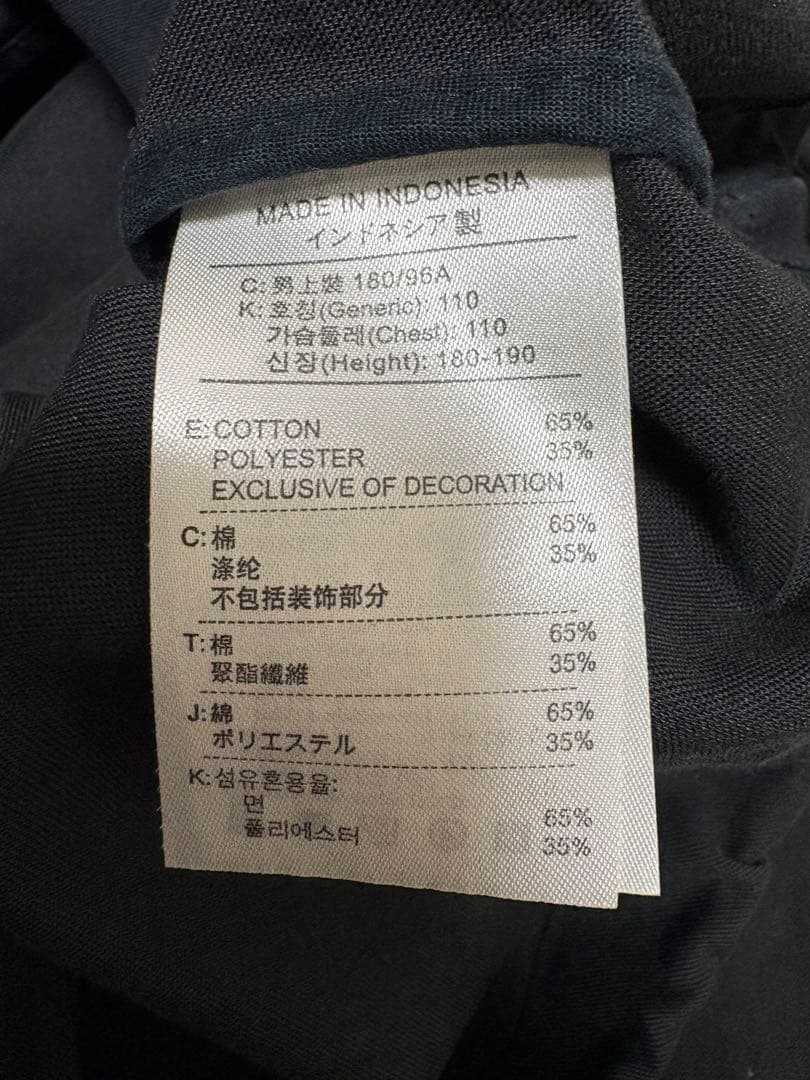 MADE IN INDONESIA
インドネシア製
C: 男上裝 180/96A
K: 호칭(Generic): 110
가슴둘레(Chest): 110
신장(Height): 180-190
E: COTTON 65%
POLYESTER 35%
EXCLUSIVE OF DECORATION
C: 棉 65%
涤纶 35%
不包括装饰部分
T: 棉 65%
聚酯纖維 35%
J: 綿 65%
ポリエステル 35%
K: 섬유혼용율:
면 65%
폴리에스터 35%